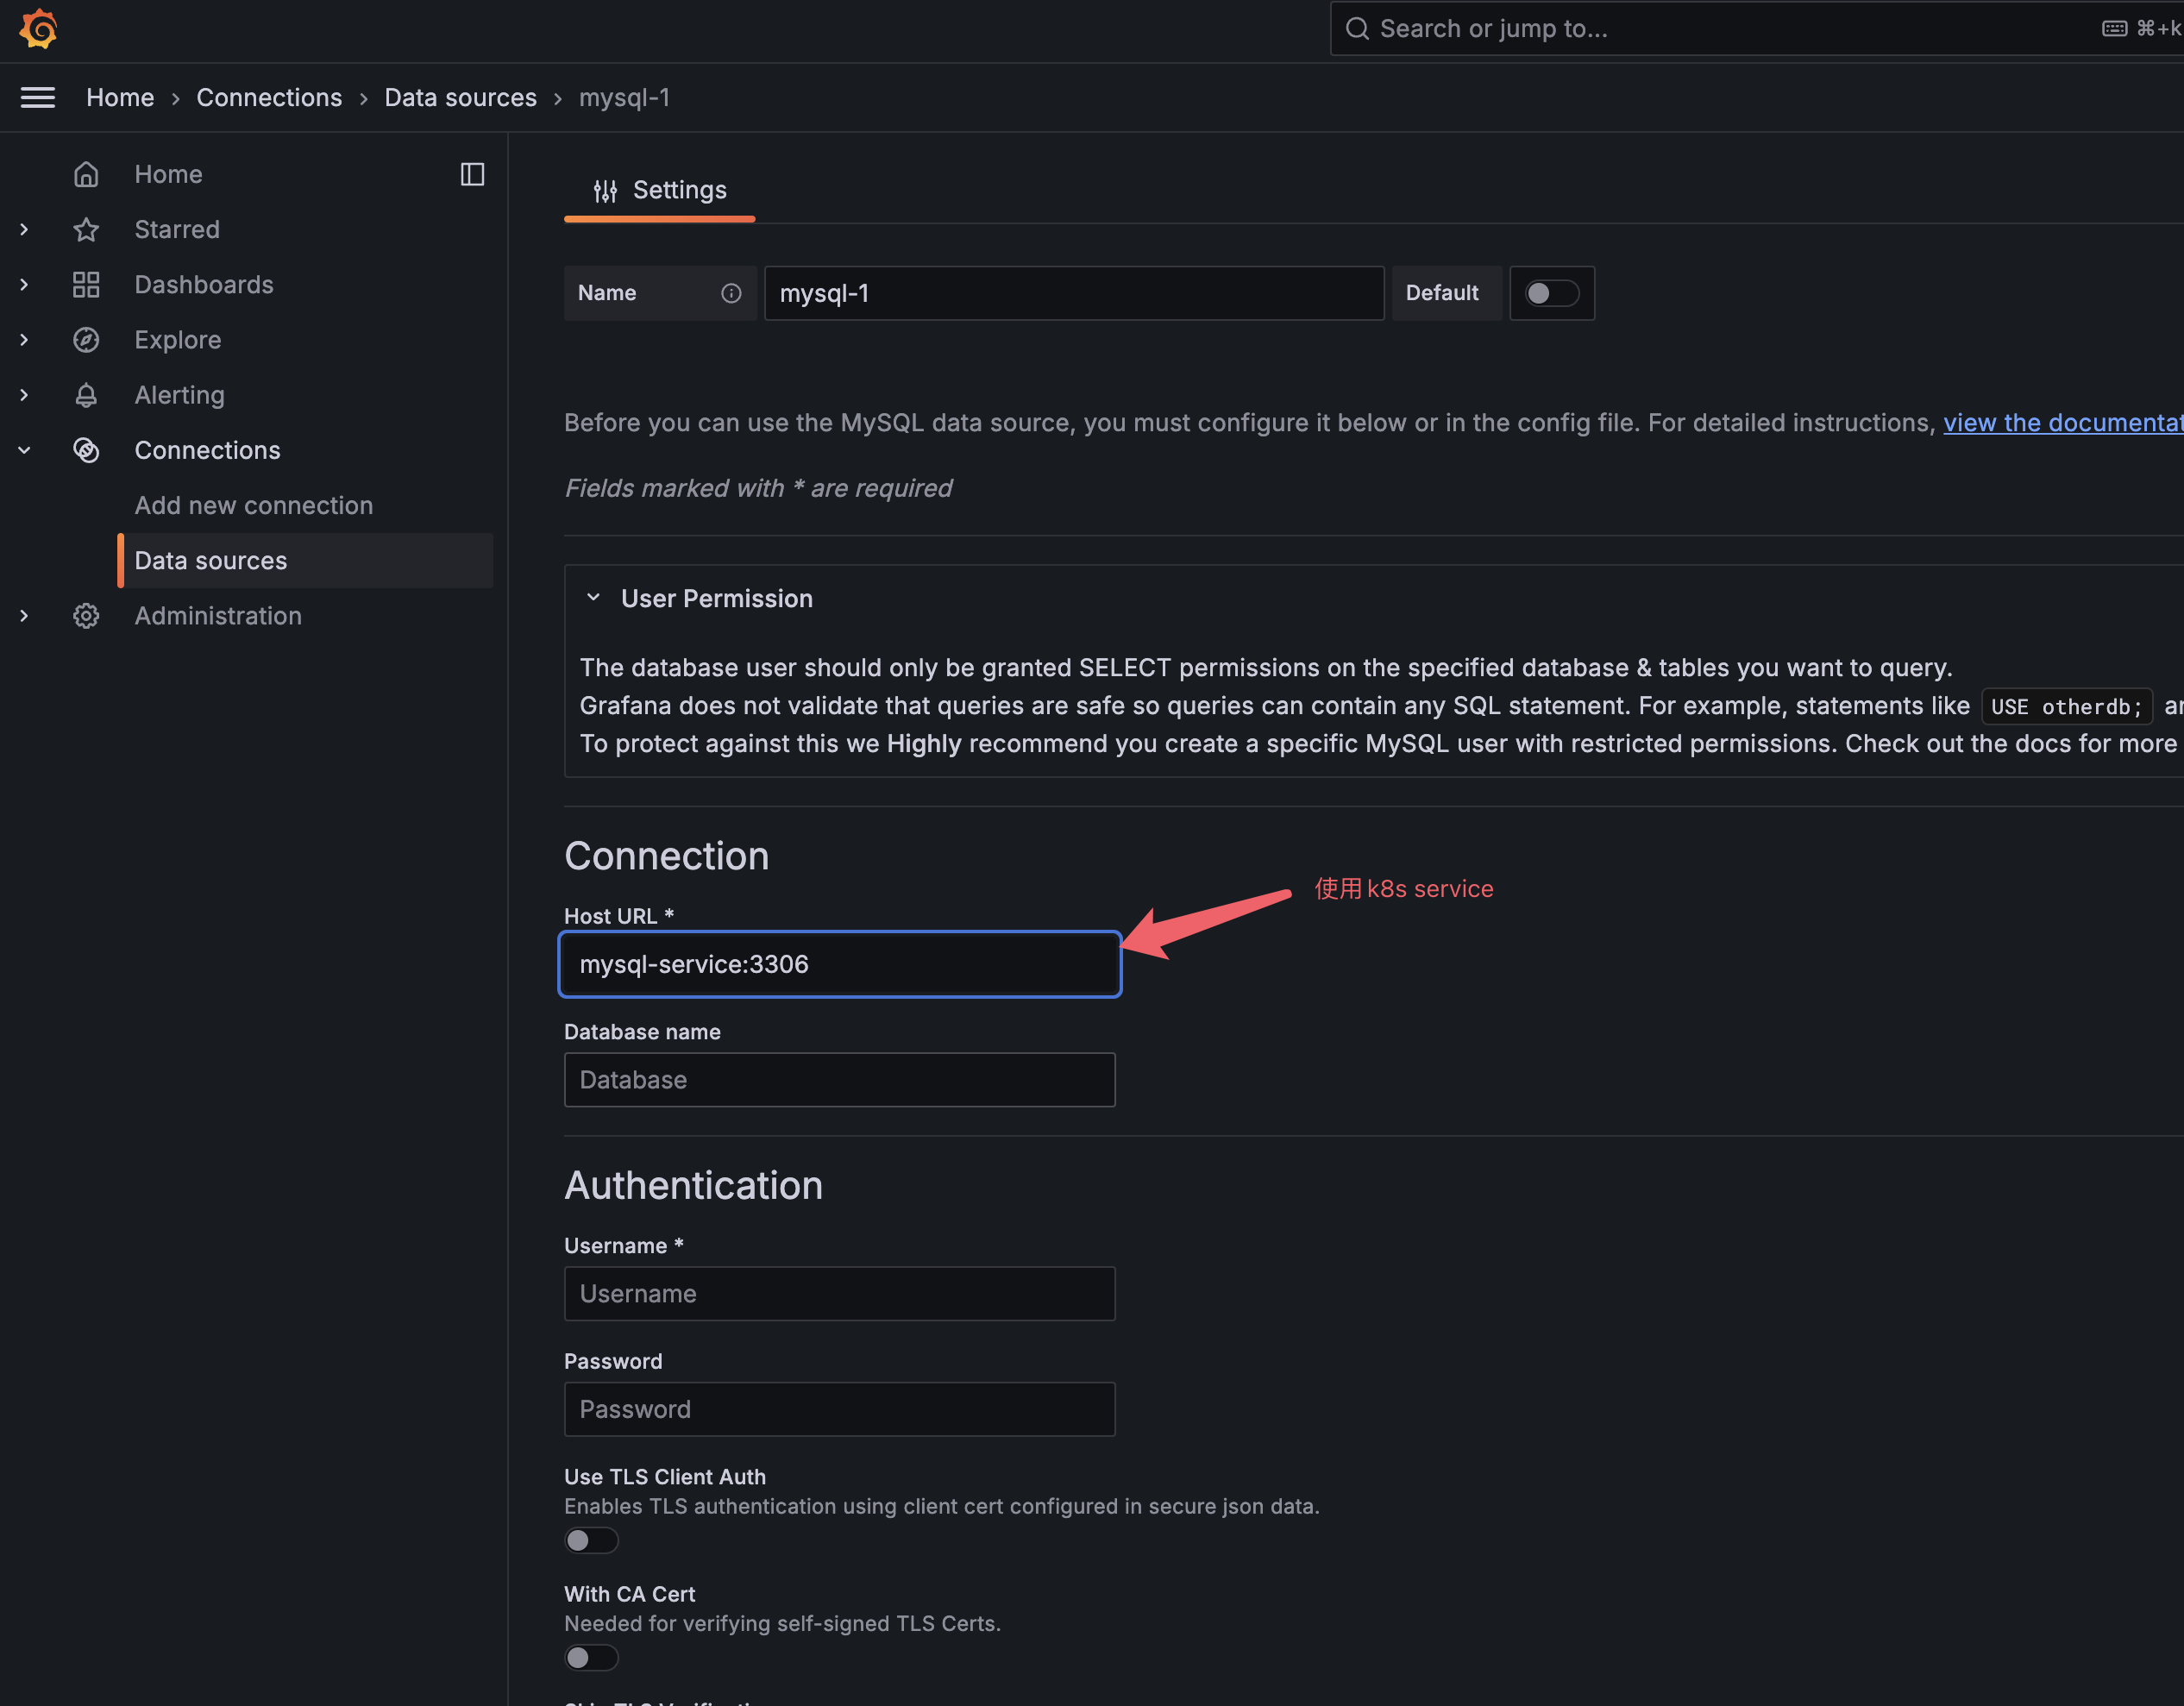 Search or jump to...
⌘+k
Home › Connections › Data sources › mysql-1
Home
Starred
Dashboards
Explore
Alerting
Connections
Add new connection
Data sources
Administration
Settings
Name
mysql-1
Default
Before you can use the MySQL data source, you must configure it below or in the config file. For detailed instructions, view the documentat
Fields marked with * are required
User Permission
The database user should only be granted SELECT permissions on the specified database & tables you want to query.
Grafana does not validate that queries are safe so queries can contain any SQL statement. For example, statements like USE otherdb; an
To protect against this we Highly recommend you create a specific MySQL user with restricted permissions. Check out the docs for more
Connection
使用 k8s service
Host URL *
mysql-service:3306
Database name
Database
Authentication
Username *
Username
Password
Password
Use TLS Client Auth
Enables TLS authentication using client cert configured in secure json data.
With CA Cert
Needed for verifying self-signed TLS Certs.